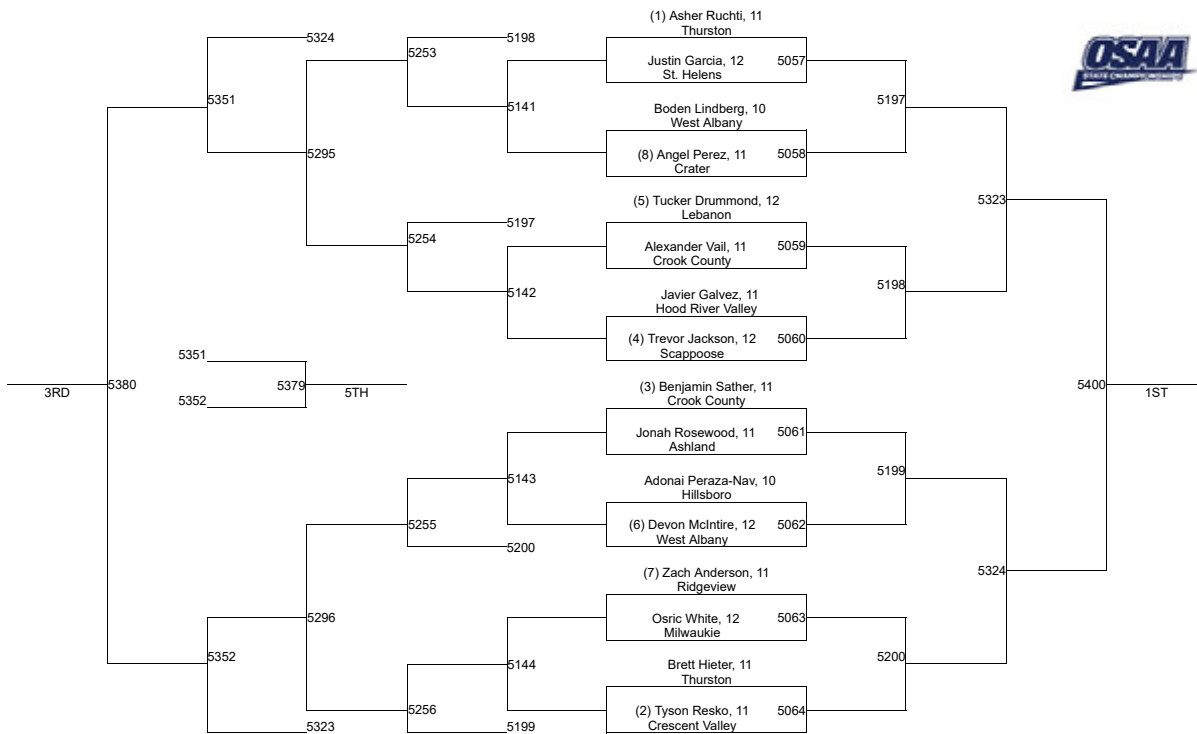 (1) Asher Ruchti, 11
Thurston
OSAA
STATE CHAMPIONSHIPS
5324
5198
5253
Justin Garcia, 12
5057
St. Helens
5351
5141
5197
Boden Lindberg, 10
West Albany
5295
(8) Angel Perez, 11
5058
Crater
(5) Tucker Drummond, 12
Lebanon
5323
5197
5254
Alexander Vail, 11
5059
Crook County
5142
5198
Javier Galvez, 11
Hood River Valley
(4) Trevor Jackson, 12
5060
Scappoose
5351
3RD
5380
5379
5TH
5352
(3) Benjamin Sather, 11
Crook County
5400
1ST
Jonah Rosewood, 11
5061
Ashland
5143
5199
Adonai Peraza-Nav, 10
Hillsboro
5255
(6) Devon McIntire, 12
5062
West Albany
5200
(7) Zach Anderson, 11
Ridgeview
5324
5296
Osric White, 12
5063
Milwaukie
5352
5144
5200
Brett Hieter, 11
Thurston
5256
(2) Tyson Resko, 11
5064
Crescent Valley
5323
5199